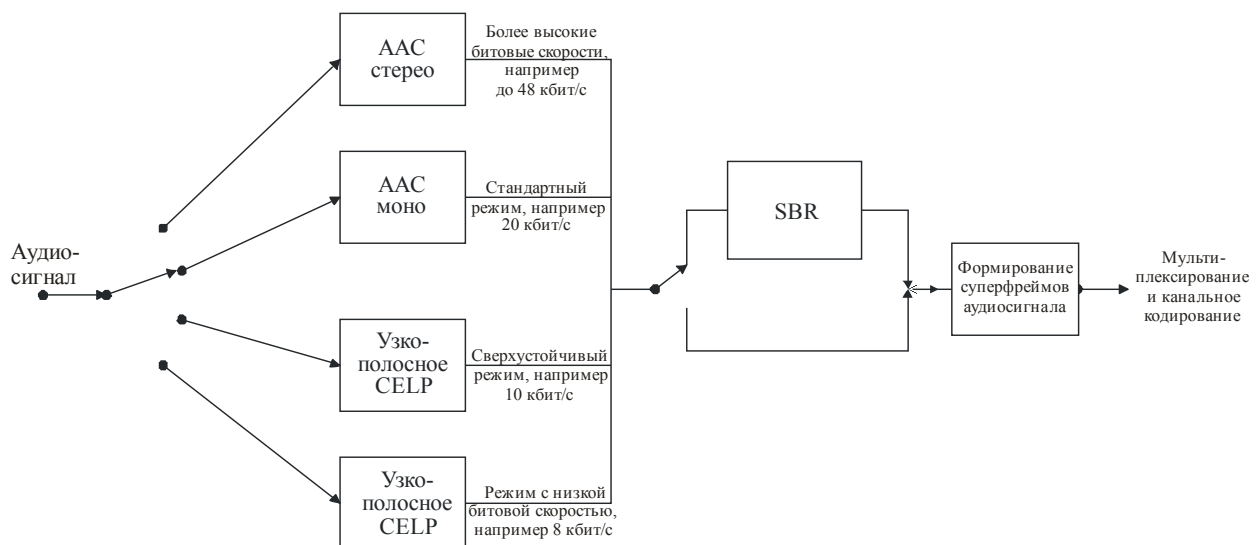 Аудио-
сигнал
ААС
стерео
Более высокие
битовые скорости,
например
до 48 кбит/с
ААС
моно
Стандартный
режим, например
20 кбит/с
Узко-
полосное
CELP
Сверхустойчивый
режим, например
10 кбит/с
Узко-
полосное
CELP
Режим с низкой
битовой скоростью,
например 8 кбит/с
SBR
Формирование
суперфреймов
аудиосигнала
Мульти-
плексирование
и канальное
кодирование